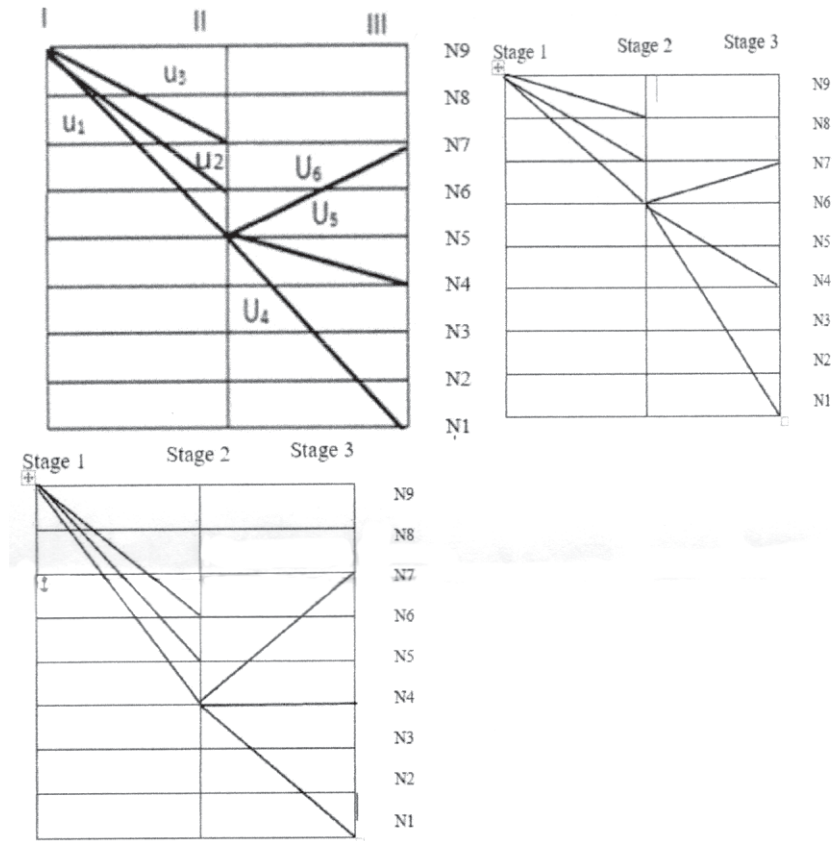 I II III
u₃
u₁
u₂
U₆
U₅
U₄
N9
N8
N7
N6
N5
N4
N3
N2
N1
Stage 1 Stage 2 Stage 3
N9
N8
N7
N6
N5
N4
N3
N2
N1
Stage 1 Stage 2 Stage 3
N9
N8
N7
N6
N5
N4
N3
N2
N1